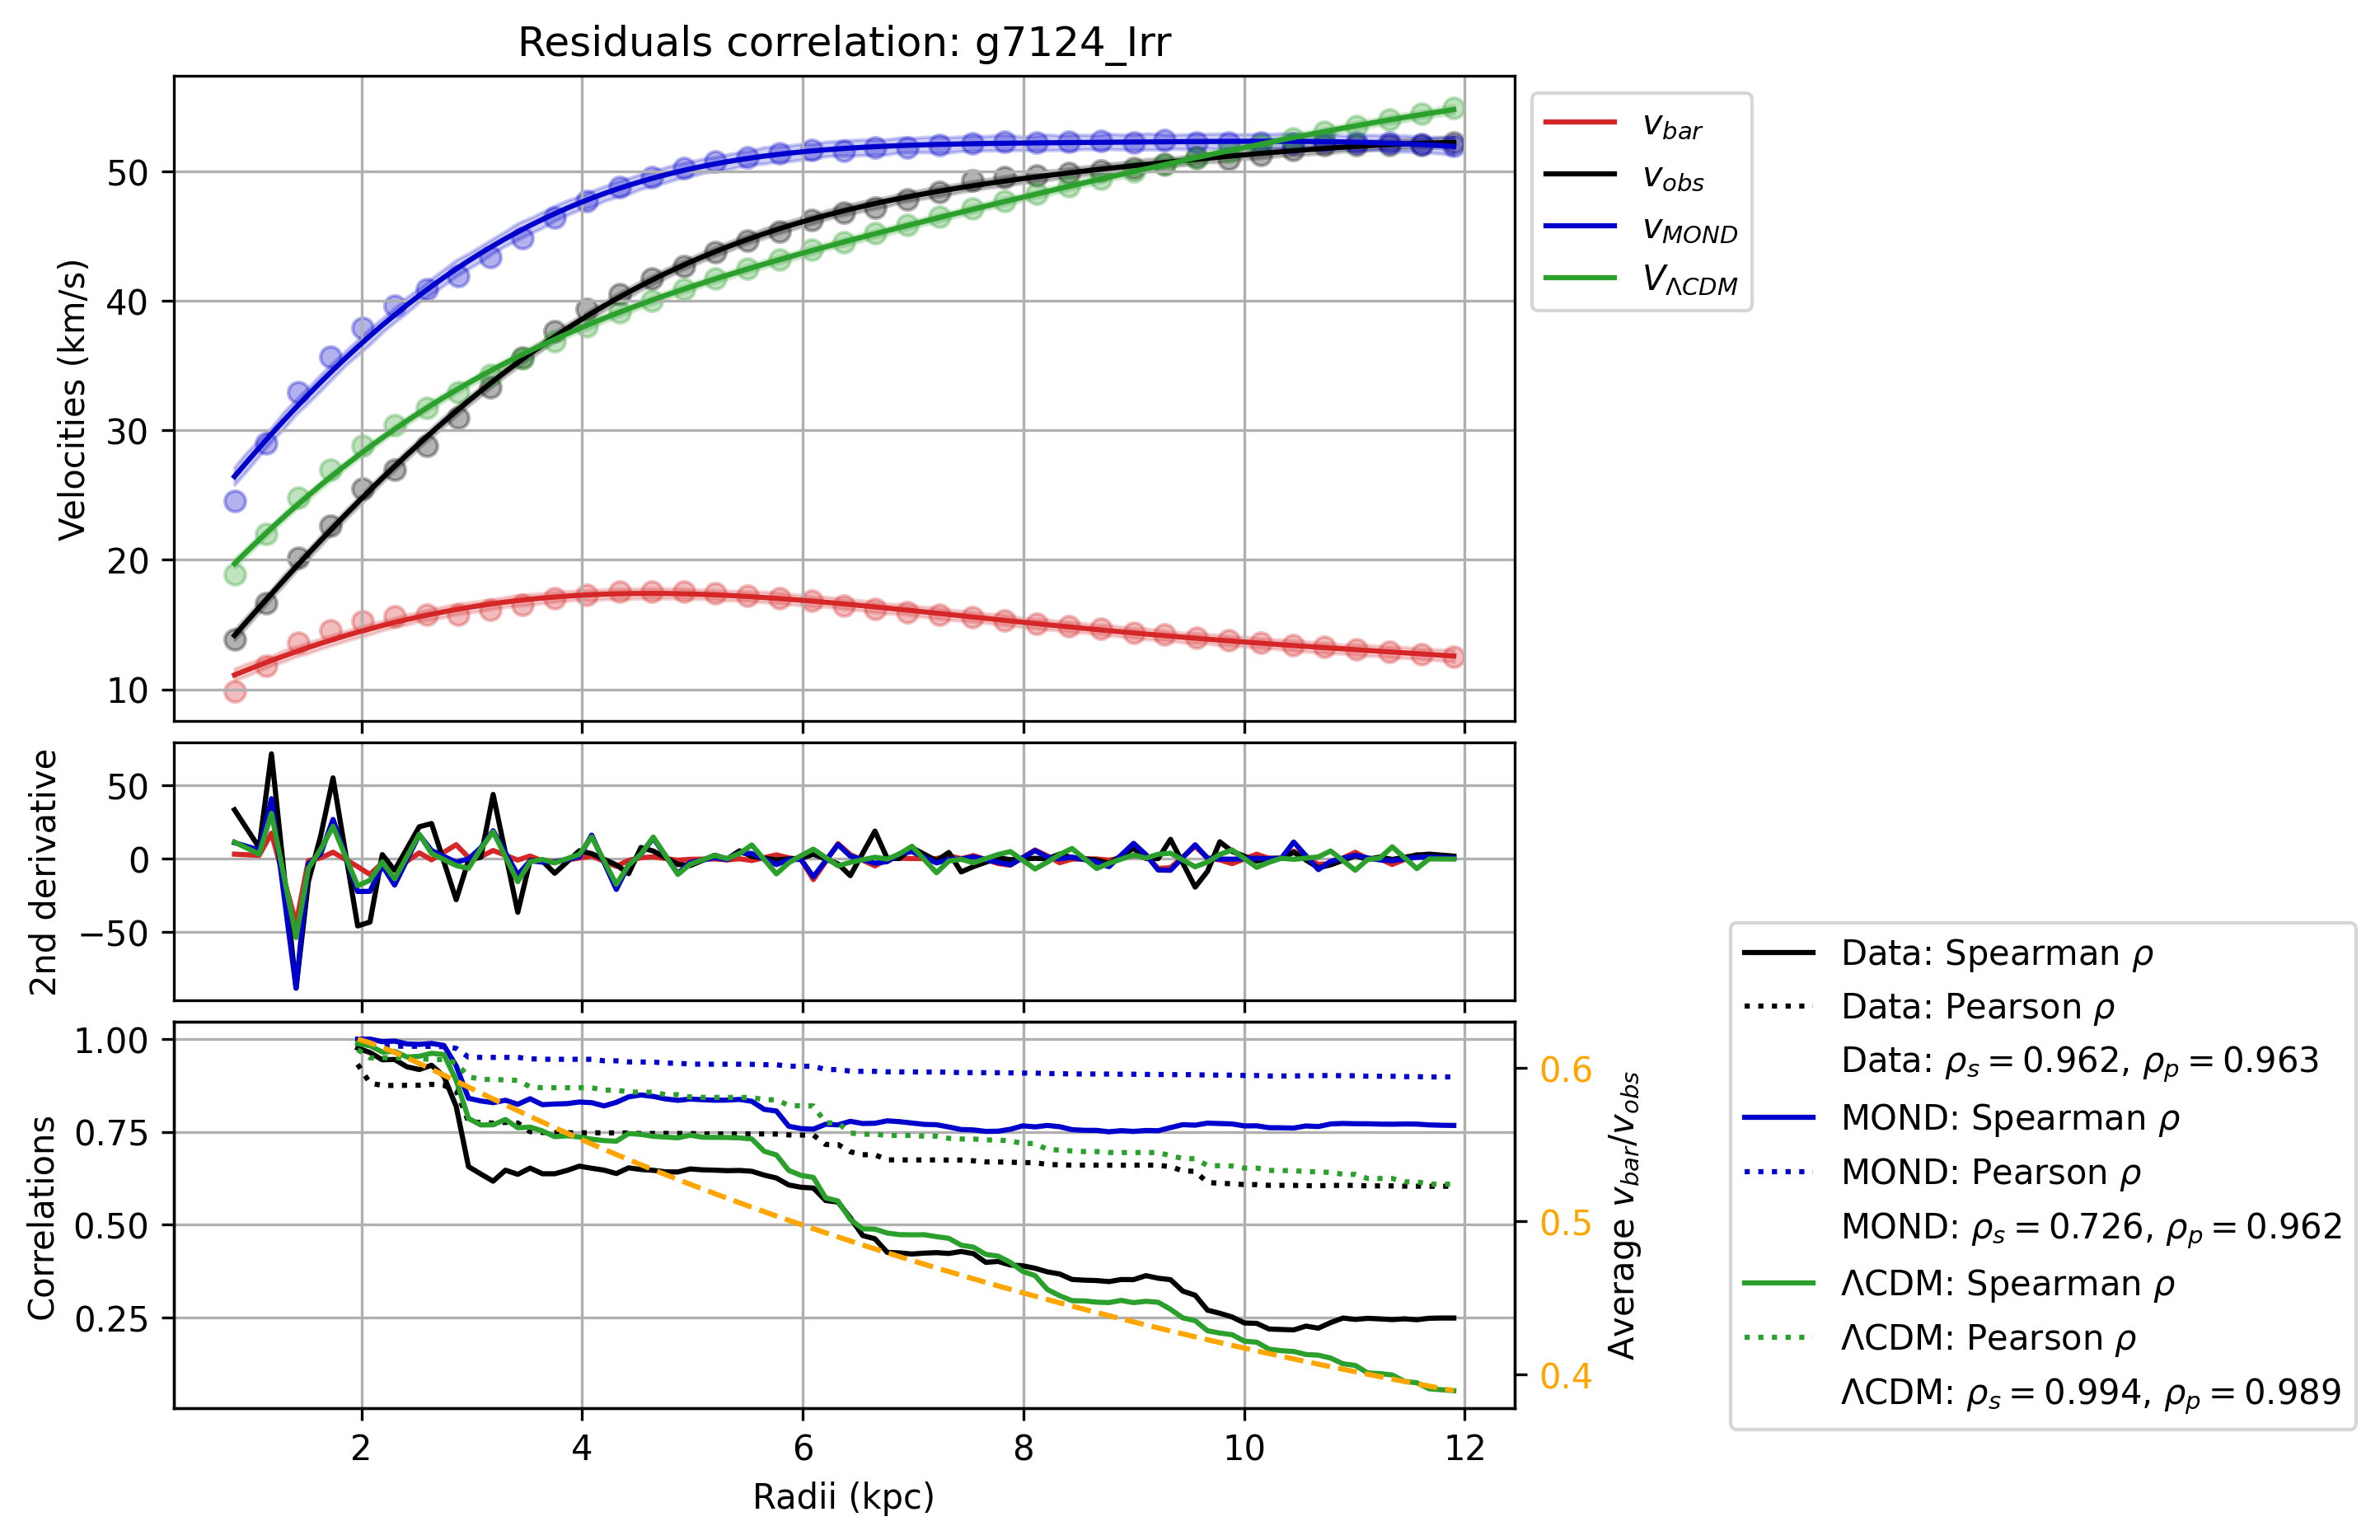 Residuals correlation: g7124_Irr
Velocities (km/s)
50
40
30
20
10
v_bar
v_obs
v_MOND
V_ΛCDM
2nd derivative
50
0
−50
Correlations
1.00
0.75
0.50
0.25
0.6
0.5
0.4
Average v_bar/v_obs
2 4 6 8 10 12
Radii (kpc)
Data: Spearman ρ
Data: Pearson ρ
Data: ρ_s = 0.962, ρ_p = 0.963
MOND: Spearman ρ
MOND: Pearson ρ
MOND: ρ_s = 0.726, ρ_p = 0.962
ΛCDM: Spearman ρ
ΛCDM: Pearson ρ
ΛCDM: ρ_s = 0.994, ρ_p = 0.989